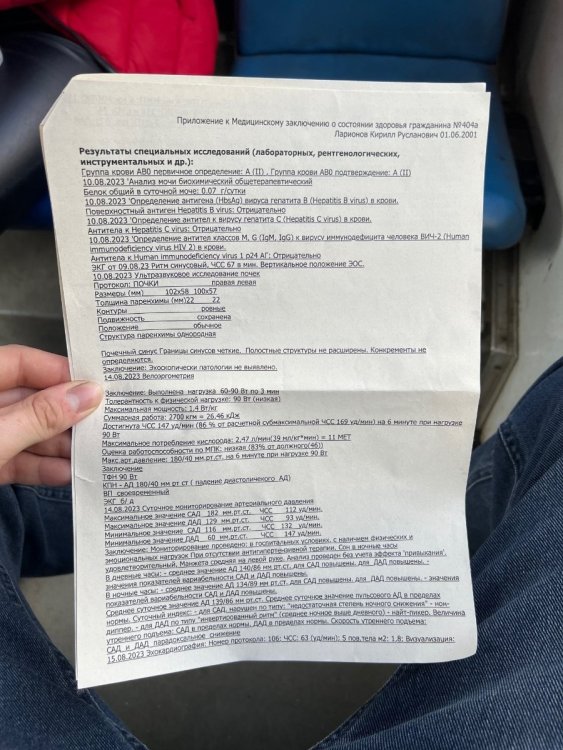 Приложение к Медицинскому заключению о состоянии здоровья гражданина №404а
Ларионов Кирилл Русланович 01.06.2001
Результаты специальных исследований (лабораторных, рентгенологических,
инструментальных и др.):
Группа крови AB0 первичное определение: A (II) , Группа крови AB0 подтверждение: A (II)
10.08.2023 'Анализ мочи биохимический общетерапевтический
Белок общий в суточной моче: 0,07 г/сутки
10.08.2023 'Определение антигена (HbsAg) вируса гепатита B (Hepatitis B virus) в крови.
Поверхностный антиген Hepatitis B virus: Отрицательно
10.08.2023 'Определение антител к вирусу гепатита C (Hepatitis C virus) в крови.
Антитела к Hepatitis C virus: Отрицательно
10.08.2023 'Определение антител классов M, G (IgM, IgG) к вирусу иммунодефицита человека ВИЧ-2 (Human
immunodeficiency virus HIV 2) в крови.
Антитела к Human immunodeficiency virus 1 p24 АГ: Отрицательно
ЭКГ от 09.08.23 Ритм синусовый, ЧСС 67 в мин. Вертикальное положение ЭОС.
10.08.2023 Ультразвуковое исследование почек
Протокол: ПОЧКИ правая левая
Размеры (мм) 102х58 100х57
Толщина паренхимы (мм)22 22
Контуры ровные
Подвижность сохранена
Положение обычное
Структура паренхимы однородная
Почечный синус Границы синусов четкие. Полостные структуры не расширены. Конкременты не
определяются.
Заключение: Эхоскопически патологии не выявлено.
14.08.2023 Велоэргометрия
Заключение: Выполнена нагрузка 60-90 Вт по 3 мин
Толерантность к физической нагрузке: 90 Вт (низкая)
Максимальная мощность: 1,4 Вт/кг
Суммарная работа: 2700 кгм = 26,46 кДж
Достигнута ЧСС 147 уд/мин (86 % от расчетной субмаксимальной ЧСС 169 уд/мин) на 6 минуте при нагрузке
90 Вт
Максимальное потребление кислорода: 2,47 л/мин(39 мл/кг*мин) = 11 МЕТ
Оценка работоспособности по МПК: низкая (83% от должного(46))
Макс.арт.давление: 180/40 мм.рт.ст. на 6 минуте при нагрузке 90 Вт
Заключение
ТФН 90 Вт
КПН - АД 180/40 мм рт ст ( падение диастолического АД)
ВП своевременный
ЭКГ б/ д
14.08.2023 Суточное мониторирование артериального давления
Максимальное значение САД 182 мм.рт.ст. ЧСС 112 уд/мин.
Максимальное значение ДАД 129 мм.рт.ст. ЧСС 93 уд/мин.
Минимальное значение САД 116 мм.рт.ст. ЧСС 132 уд/мин.
Минимальное значение ДАД 60 мм.рт.ст. ЧСС 147 уд/мин.
Заключение: Мониторирование проведено: в госпитальных условиях, с наличием физических и
эмоциональных нагрузок При отсутствии антигипертензивной терапии. Сон в ночные часы
удовлетворительный. Манжета средняя на левой руке. Анализ проведен без учета эффекта 'привыкания'.
В дневные часы: - среднее значение АД 140/86 мм рт.ст, для САД повышены, для ДАД повышены, -
значения показателей вариабельности САД и ДАД повышены.
В ночные часы: - среднее значение АД 134/89 мм рт.ст, для САД повышены, для ДАД повышены, - значения
показателей вариабельности САД и ДАД повышены.
Среднее суточное значение АД 139/86 мм рт.ст. Среднее суточное значение пульсового АД в пределах
нормы. Суточный индекс: - для САД, нарушен по типу: "недостаточная степень ночного снижения" - нон-
диппер, - для ДАД по типу "инвертированный ритм" (среднее ночное выше дневного) - найт-пикер. Величина
утреннего подъема: САД в пределах нормы, ДАД в пределах нормы. Скорость утреннего подъема:
САД и ДАД парадоксальное снижение
15.08.2023 Эхокардиография: Номер протокола: 106; ЧСС: 63 (уд/мин); S пов.тела м2: 1,8; Визуализация: